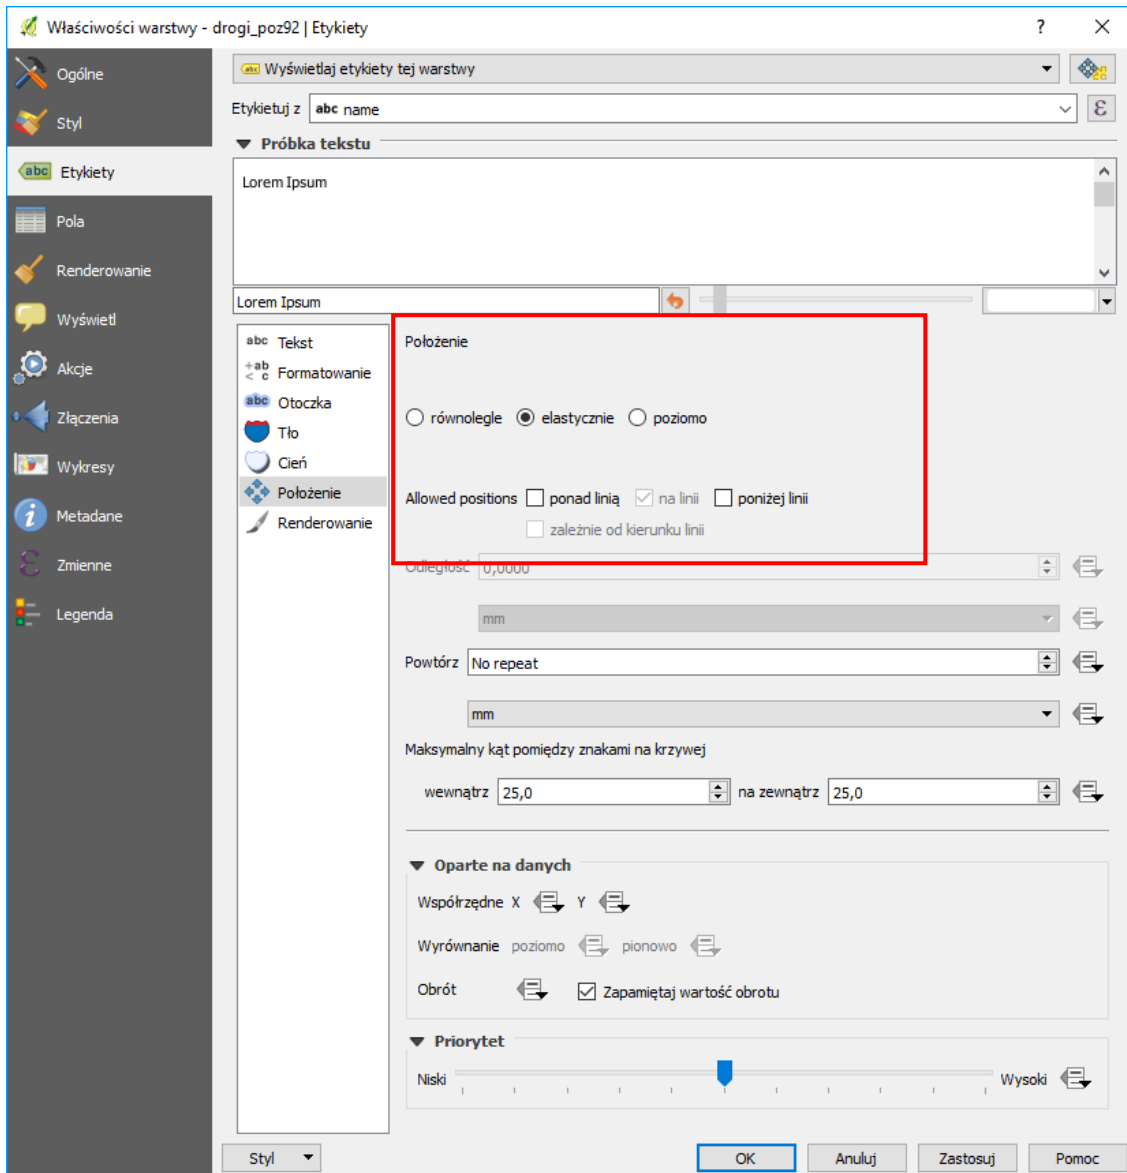 Właściwości warstwy - drogi_poz92 | Etykiety
?
Ogólne
Styl
abc Etykiety
Pola
Renderowanie
Wyświetl
Akcje
Złączenia
Wykresy
Metadane
Zmienne
Legenda
abc Wyświetlaj etykiety tej warstwy
Etykietuj z abc name
ε
Próbka tekstu
Lorem Ipsum
Lorem Ipsum
abc Tekst
+ab < c Formatowanie
abc Otoczka
Tło
Cień
Położenie
Renderowanie
Położenie
równolegle elastycznie poziomo
Allowed positions ponad linią na linii poniżej linii
zależnie od kierunku linii
Odległość 0,0000
mm
Powtórz No repeat
mm
Maksymalny kąt pomiędzy znakami na krzywej
wewnątrz 25,0 na zewnątrz 25,0
Oparte na danych
Współrzędne X Y
Wyrównanie poziomo pionowo
Obrót Zapamiętaj wartość obrotu
Priorytet
Niski Wysoki
Styl OK Anuluj Zastosuj Pomoc